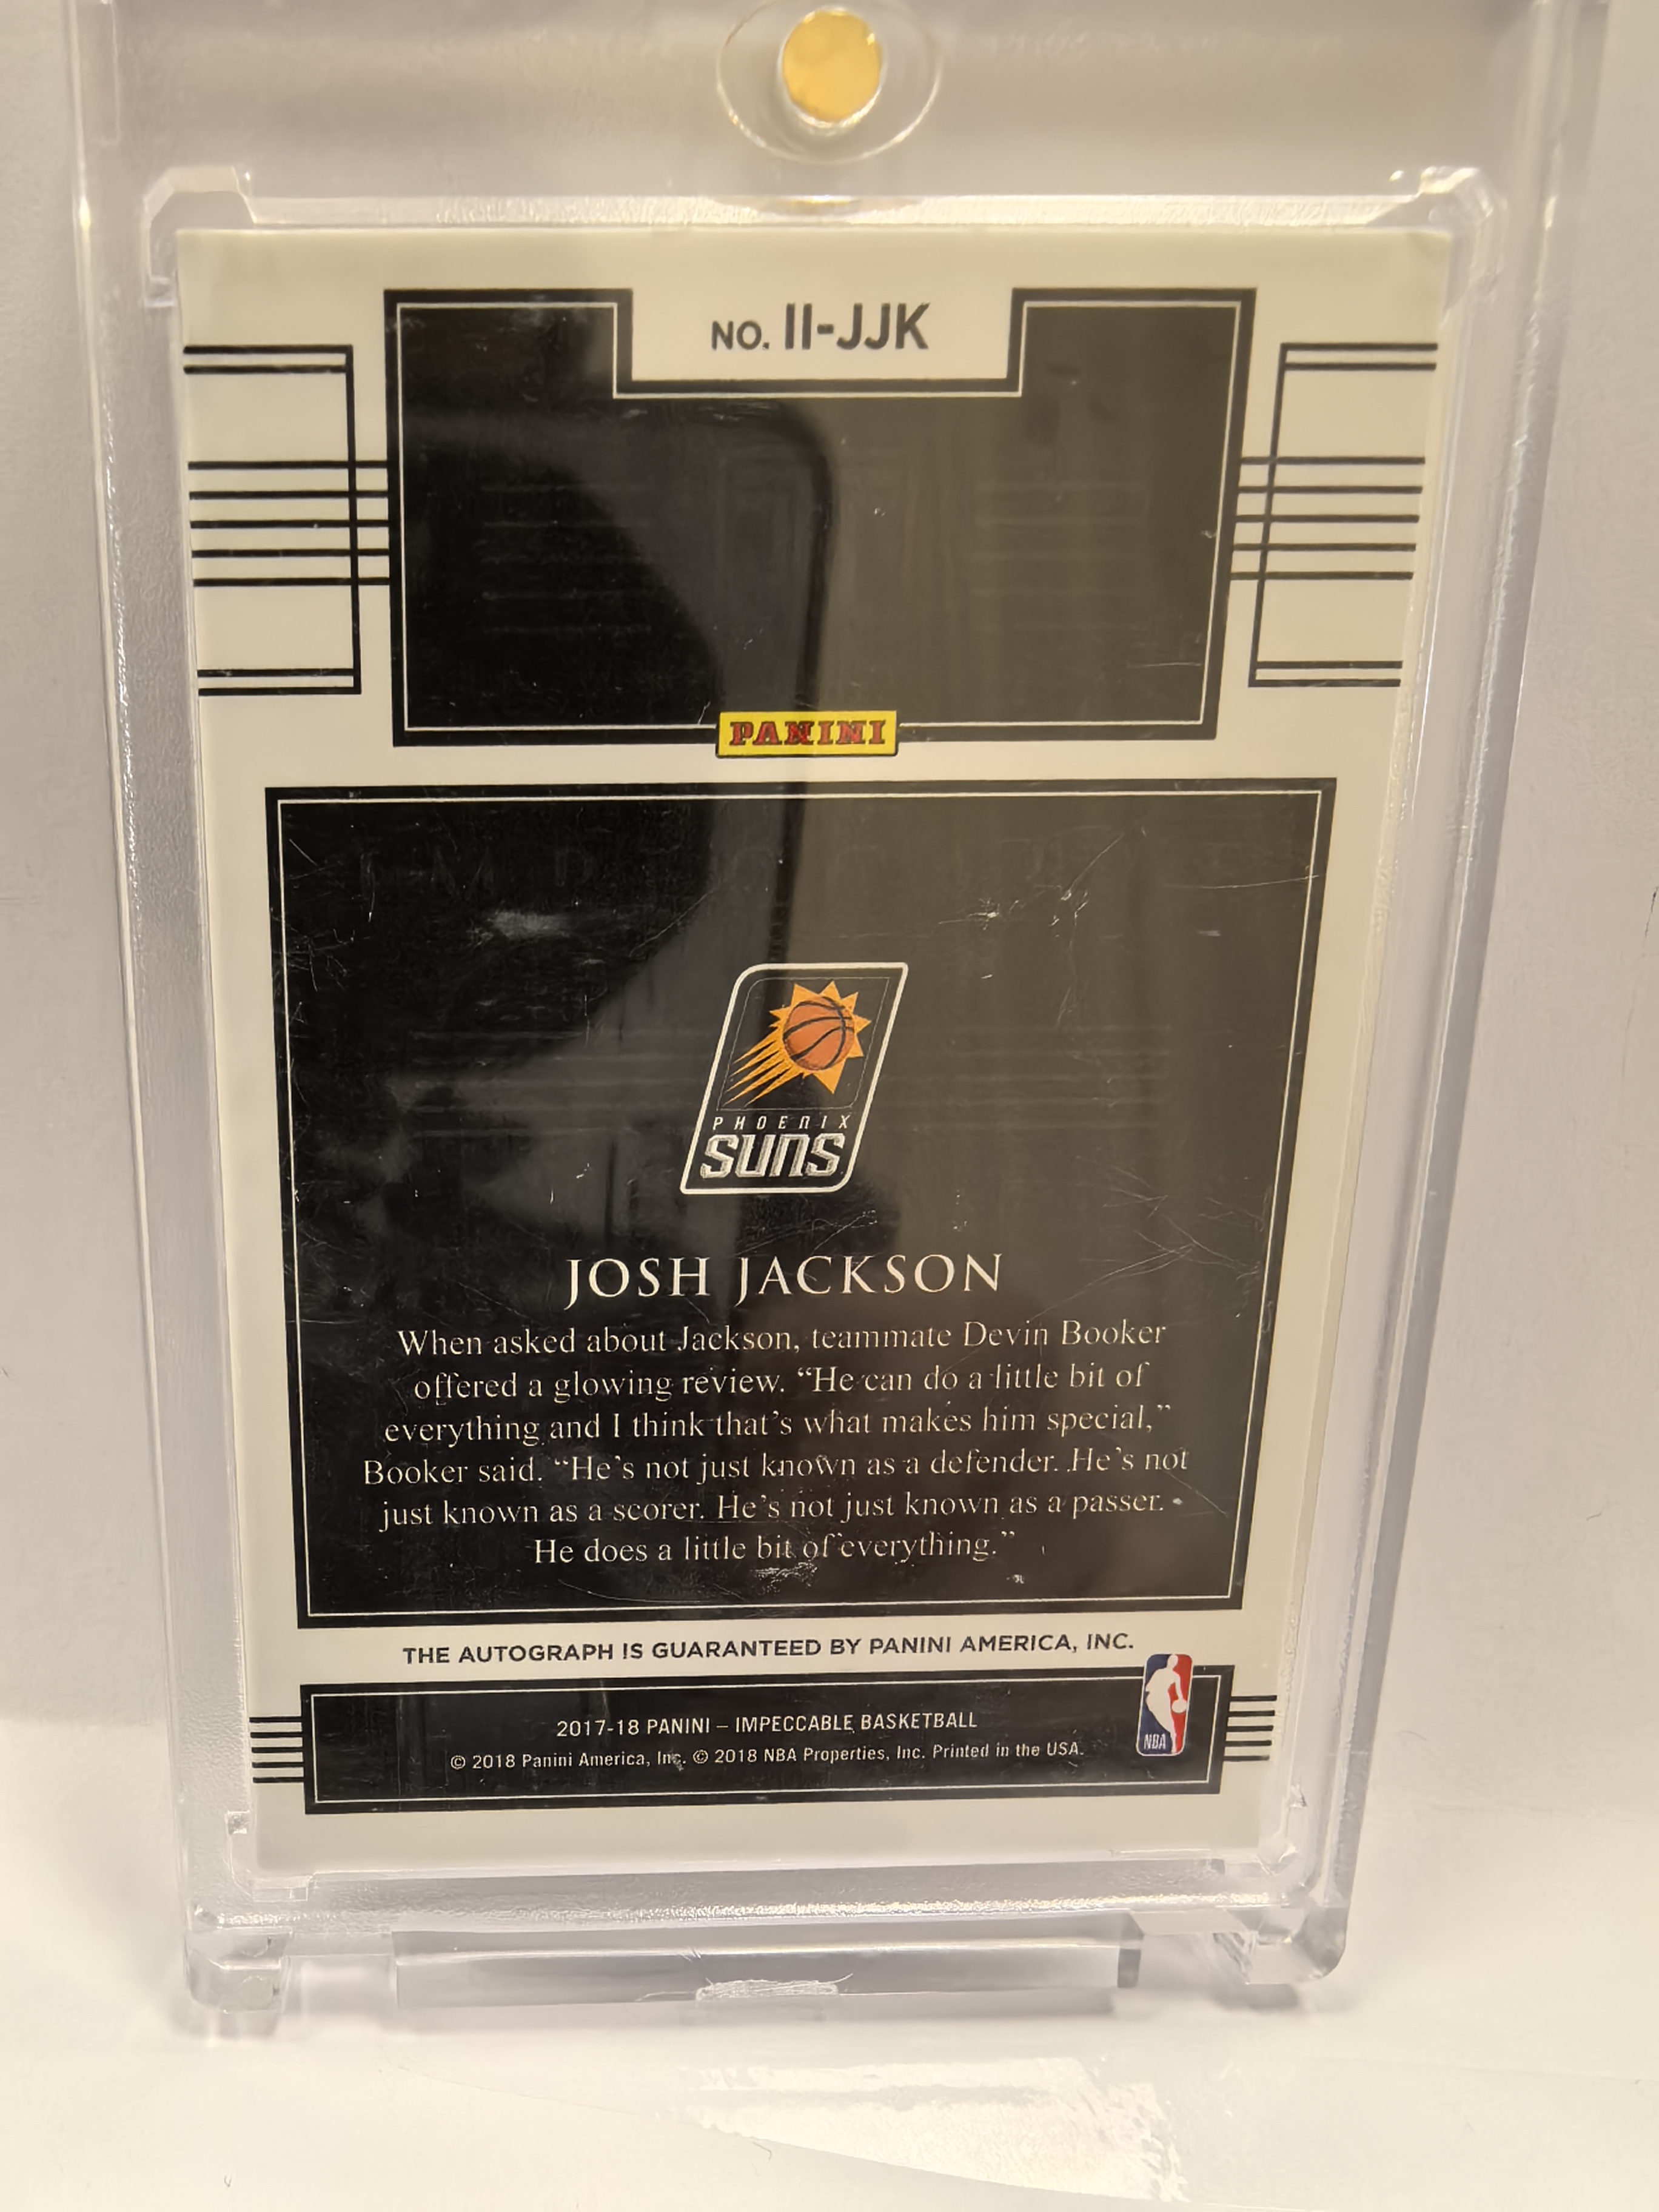 NO. II-JJK
PANINI
PHOENIX
SUNS
JOSH JACKSON
When asked about Jackson, teammate Devin Booker
offered a glowing review. “He can do a little bit of
everything and I think that’s what makes him special,”
Booker said. “He’s not just known as a defender. He’s not
just known as a scorer. He’s not just known as a passer.
He does a little bit of everything.”
THE AUTOGRAPH IS GUARANTEED BY PANINI AMERICA, INC.
2017-18 PANINI – IMPECCABLE BASKETBALL
© 2018 Panini America, Inc. © 2018 NBA Properties, Inc. Printed in the USA.
NBA